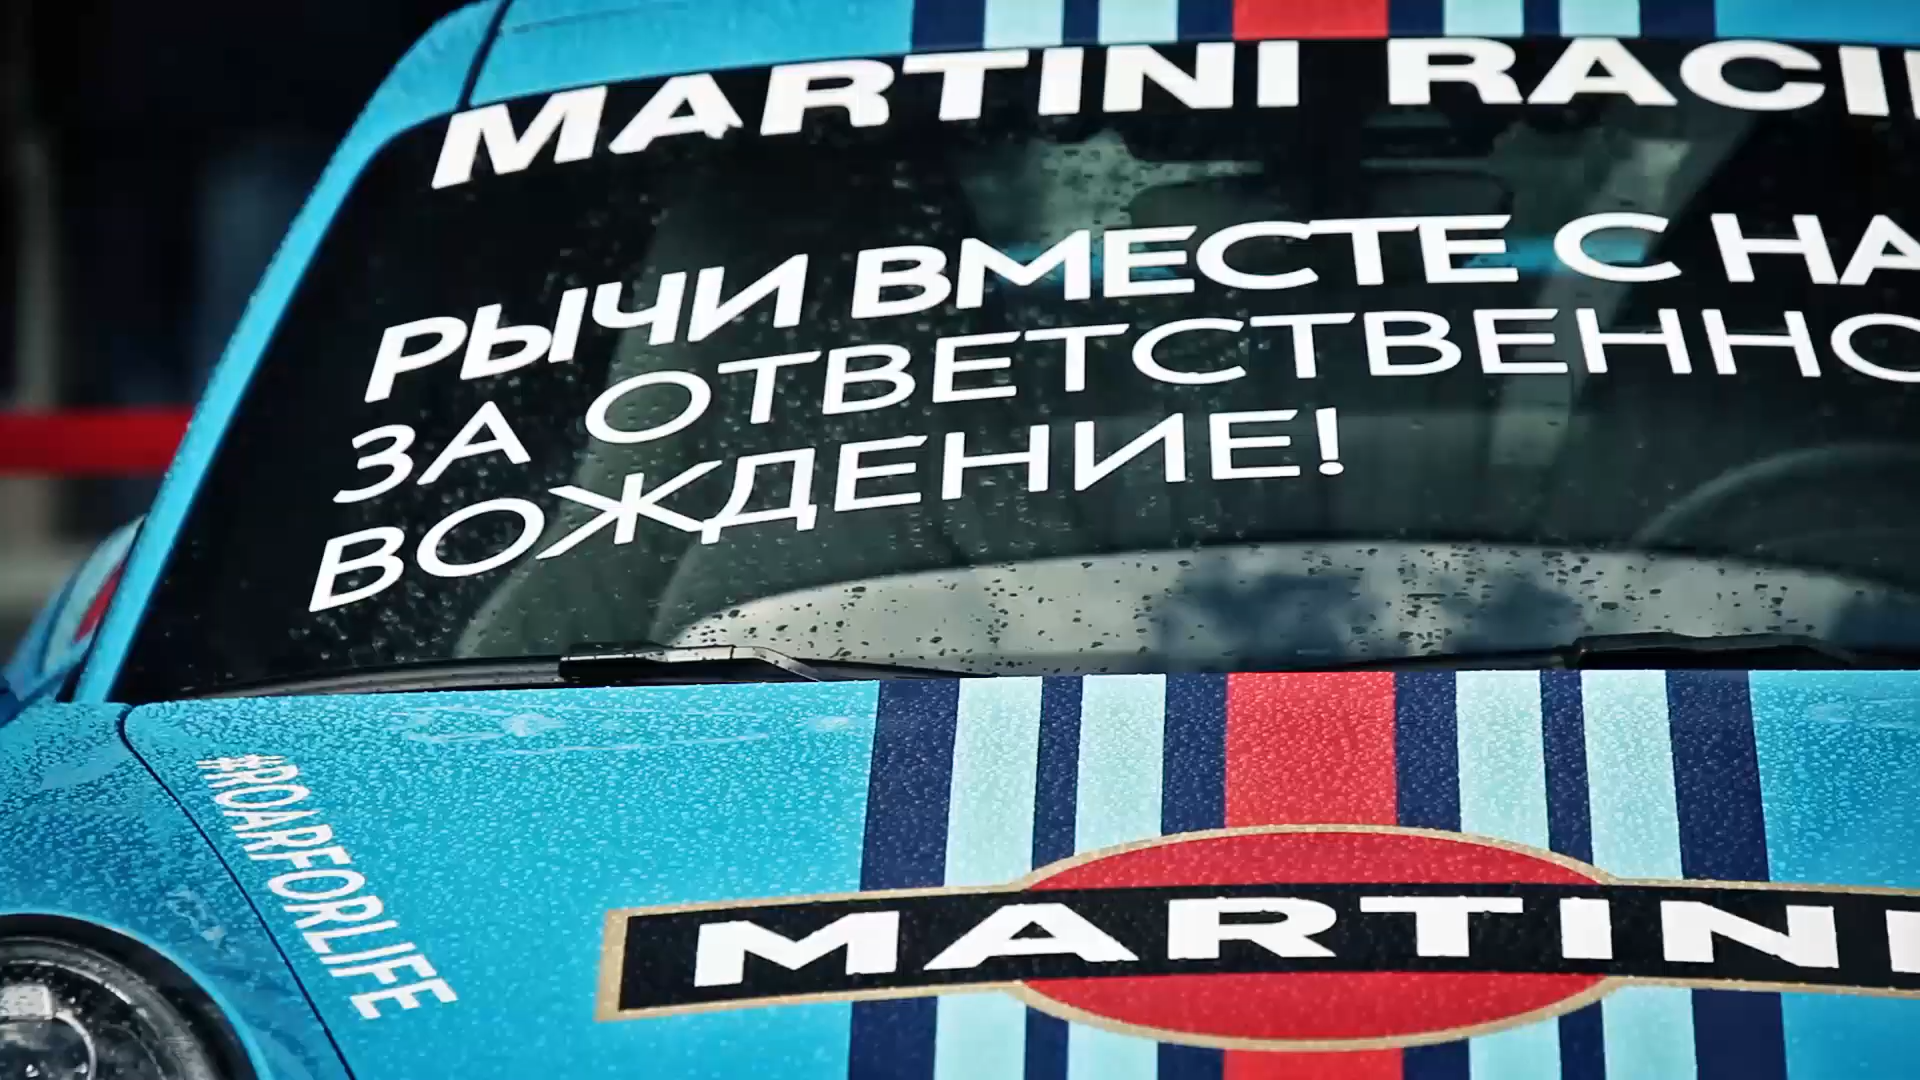 MARTINI RACI
РЫЧИ ВМЕСТЕ С НА
ЗА ОТВЕТСТВЕННО
ВОЖДЕНИЕ!
#ROARFORLIFE
MARTINI